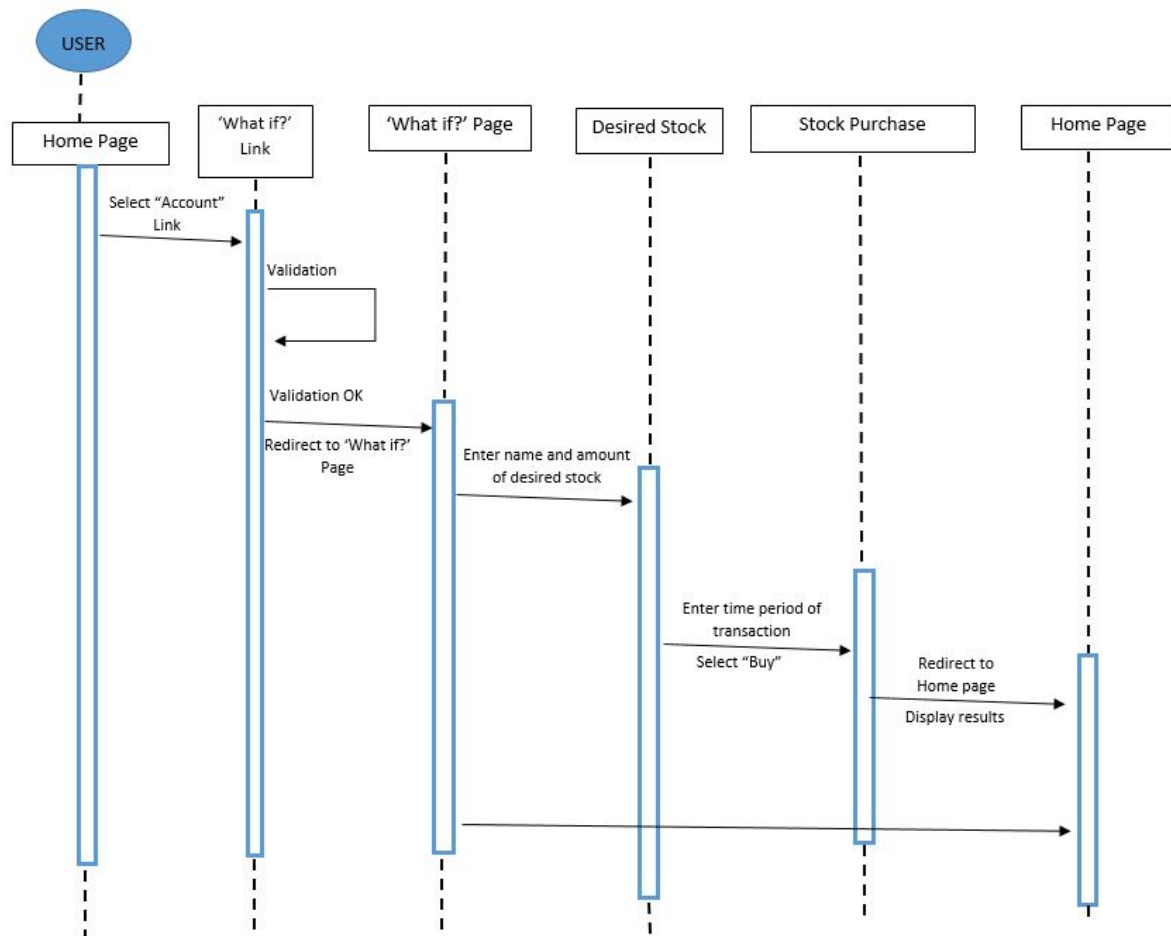 USER
Home Page
‘What if?’
Link
‘What if?’ Page
Desired Stock
Stock Purchase
Home Page
Select “Account”
Link
Validation
Validation OK
Redirect to ‘What if?’
Page
Enter name and amount
of desired stock
Enter time period of
transaction
Select “Buy”
Redirect to
Home page
Display results